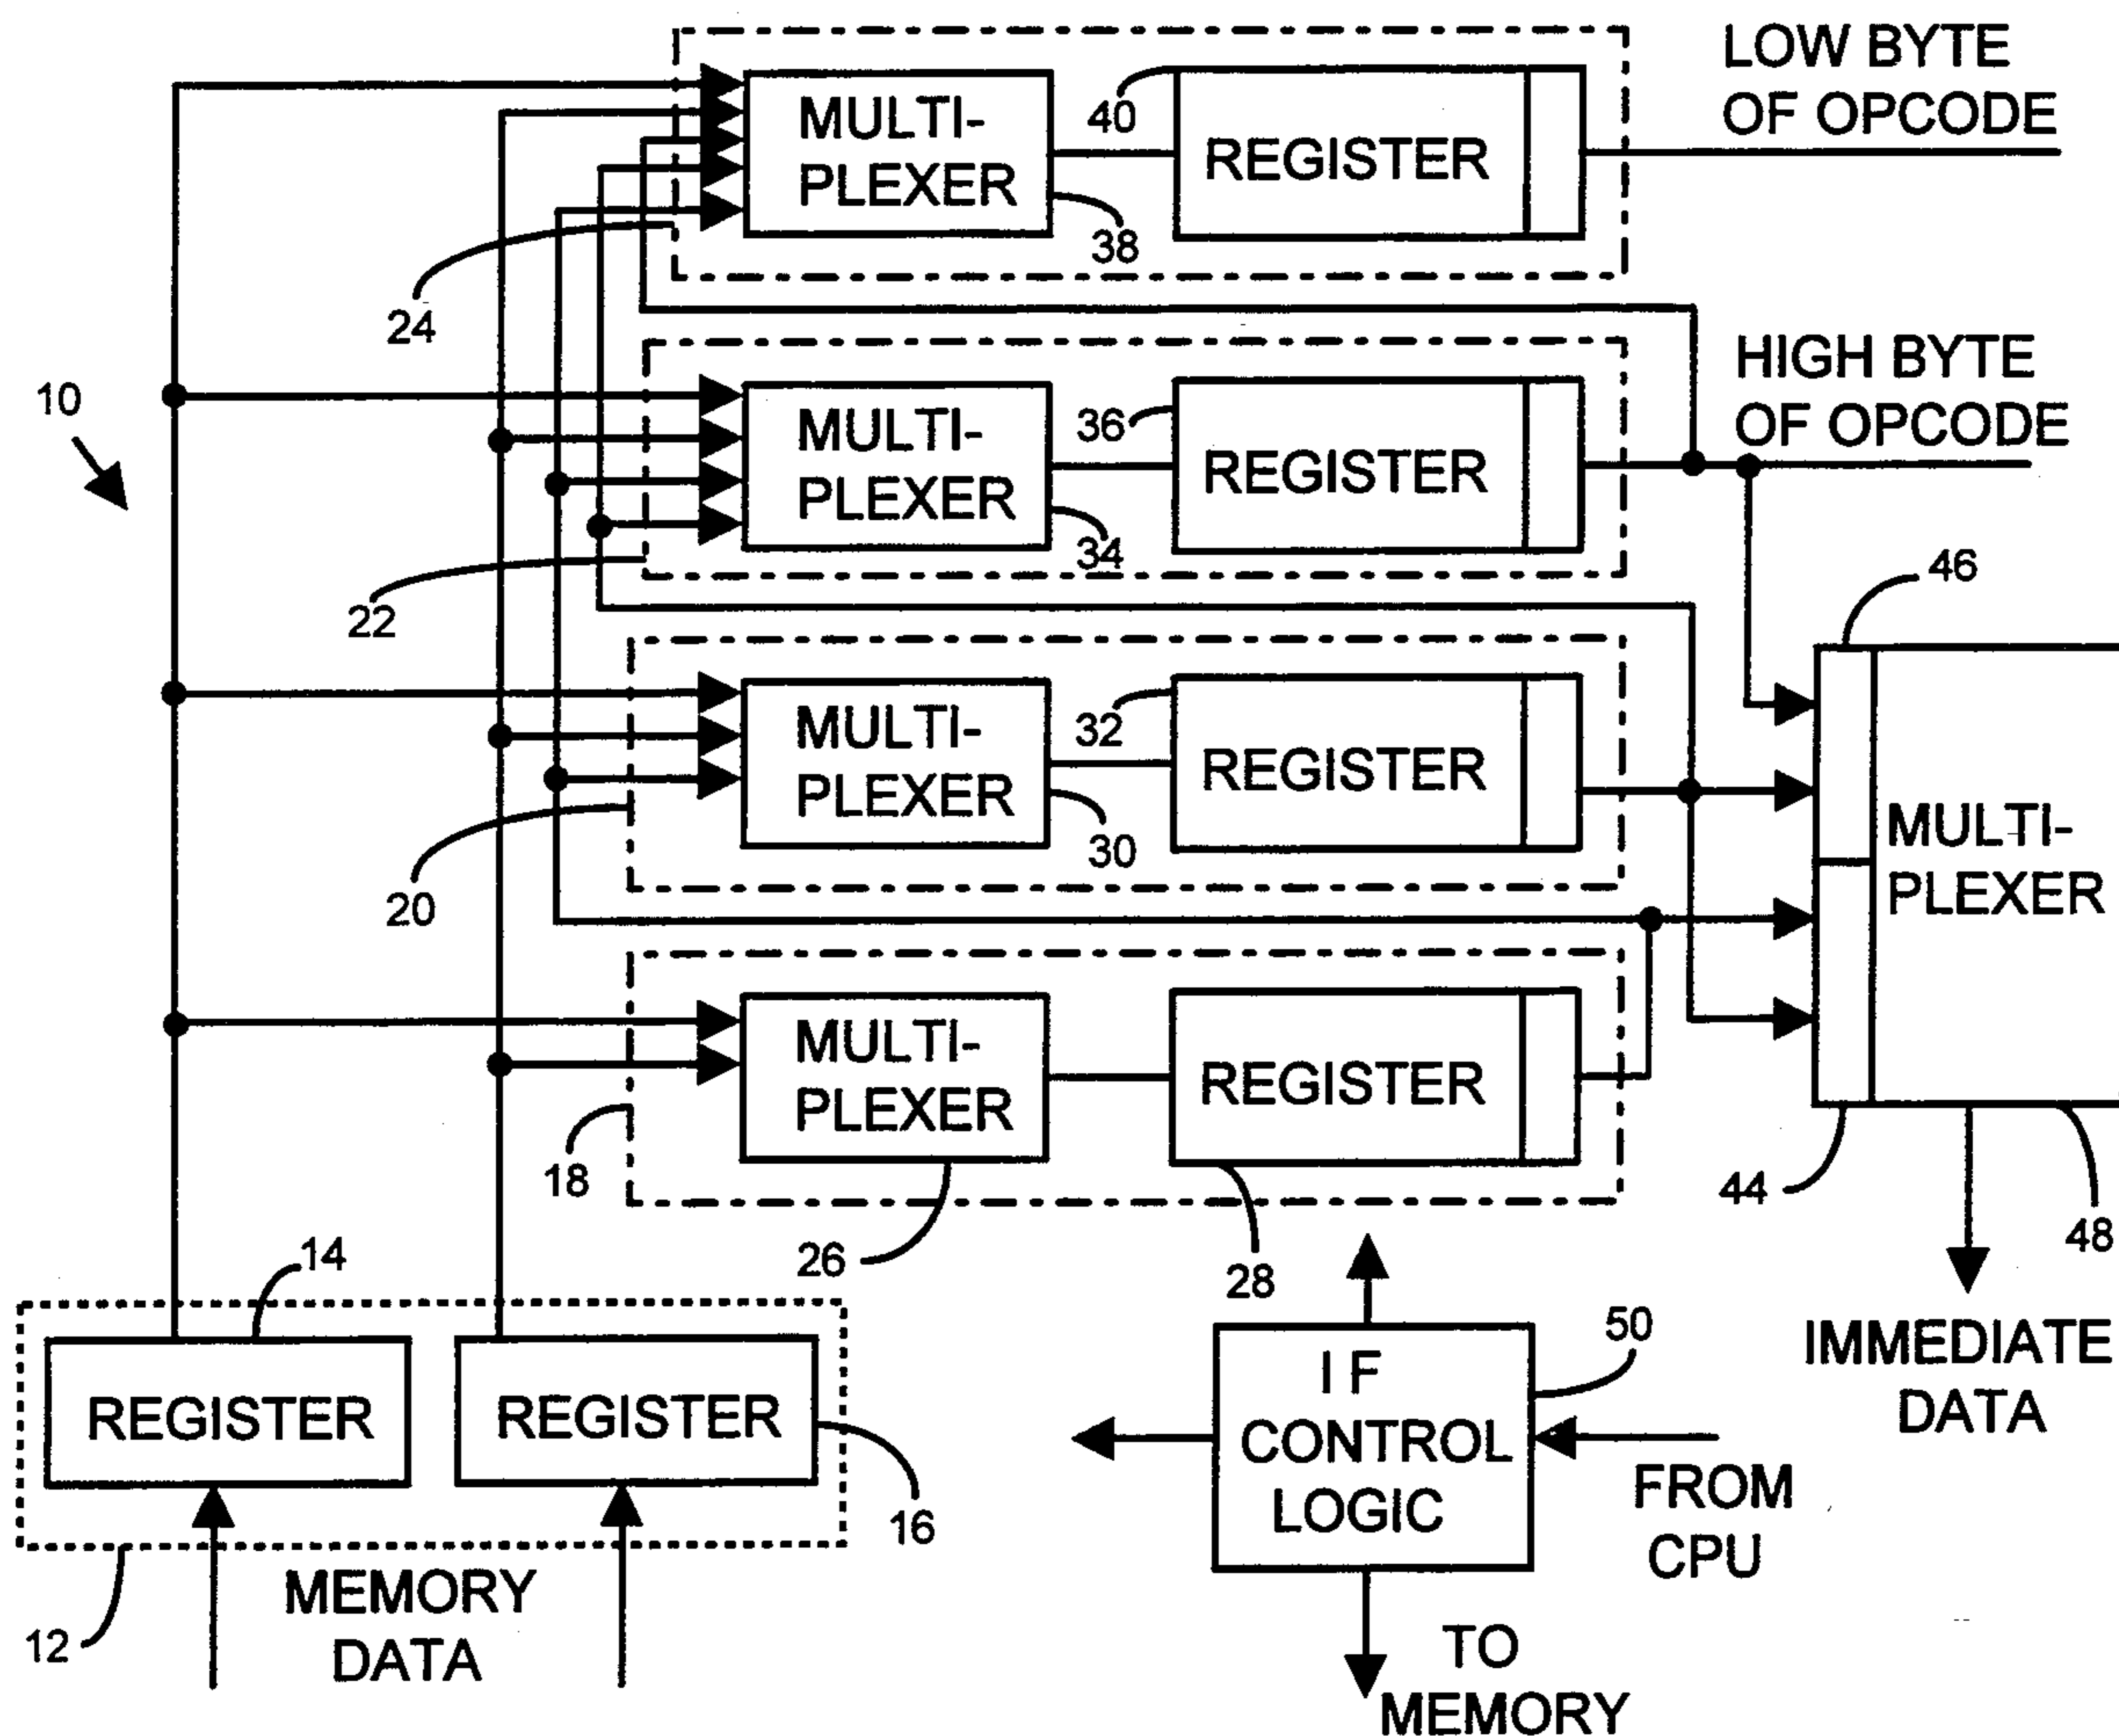 LOW BYTE
OF OPCODE
MULTI-
PLEXER
40
REGISTER
38
24
HIGH BYTE
OF OPCODE
10
MULTI-
PLEXER
36
REGISTER
34
22
46
MULTI-
PLEXER
32
REGISTER
30
20
MULTI-
PLEXER
MULTI-
PLEXER
REGISTER
18
26
28
44
48
14
REGISTER
REGISTER
16
12
MEMORY
DATA
I F
CONTROL
LOGIC
50
FROM
CPU
TO
MEMORY
IMMEDIATE
DATA